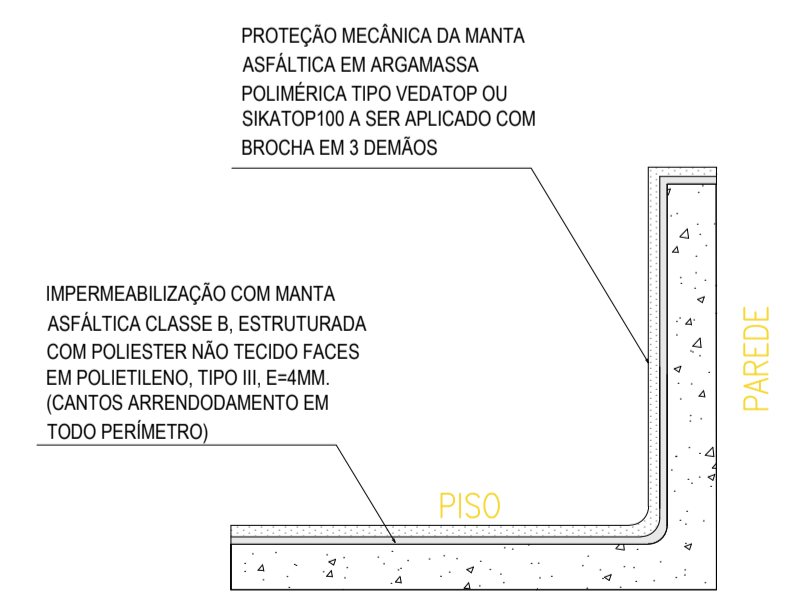 PROTEÇÃO MECÂNICA DA MANTA
ASFÁLTICA EM ARGAMASSA
POLIMÉRICA TIPO VEDATOP OU
SIKATOP100 A SER APLICADO COM
BROCHA EM 3 DEMÃOS
IMPERMEABILIZAÇÃO COM MANTA
ASFÁLTICA CLASSE B, ESTRUTURADA
COM POLIESTER NÃO TECIDO FACES
EM POLIETILENO, TIPO III, E=4MM.
(CANTOS ARRENDODAMENTO EM
TODO PERÍMETRO)
PISO
PAREDE